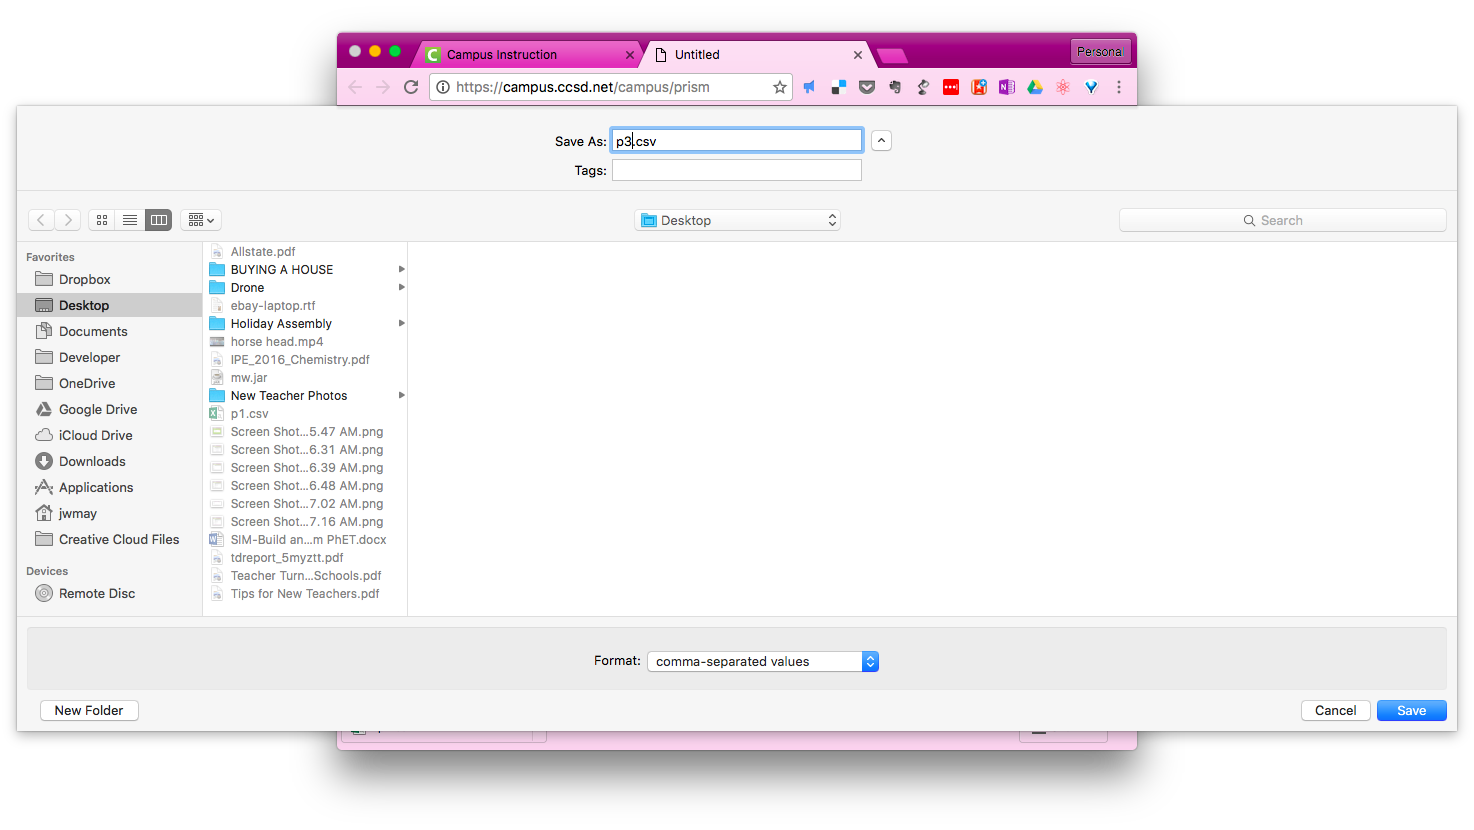 Campus Instruction
Untitled
Personal
https://campus.ccsd.net/campus/prism
Save As: p3.csv
Tags:
Desktop
Search
Favorites
Dropbox
Desktop
Documents
Developer
OneDrive
Google Drive
iCloud Drive
Downloads
Applications
jwmay
Creative Cloud Files
Devices
Remote Disc
Allstate.pdf
BUYING A HOUSE
Drone
ebay-laptop.rtf
Holiday Assembly
horse head.mp4
IPE_2016_Chemistry.pdf
mw.jar
New Teacher Photos
p1.csv
Screen Shot...5.47 AM.png
Screen Shot...6.31 AM.png
Screen Shot...6.39 AM.png
Screen Shot...6.48 AM.png
Screen Shot...7.02 AM.png
Screen Shot...7.16 AM.png
SIM-Build an...m PhET.docx
tdreport_5myztt.pdf
Teacher Turn...Schools.pdf
Tips for New Teachers.pdf
Format: comma-separated values
New Folder
Cancel
Save